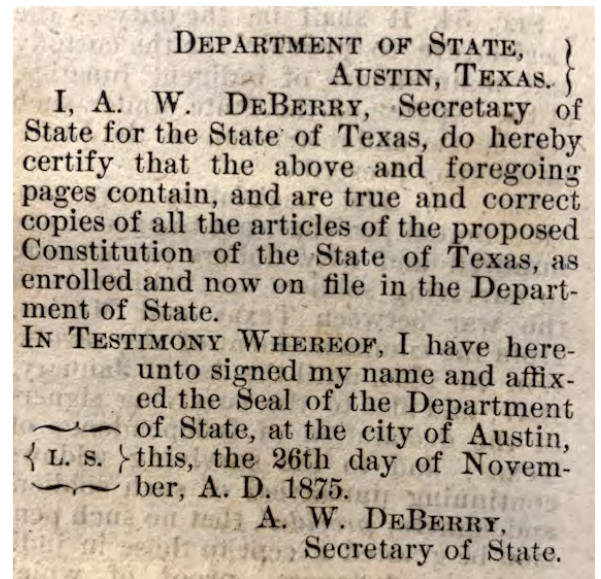 DEPARTMENT OF STATE, }
AUSTIN, TEXAS. }
I, A. W. DEBERRY, Secretary of
State for the State of Texas, do hereby
certify that the above and foregoing
pages contain, and are true and correct
copies of all the articles of the proposed
Constitution of the State of Texas, as
enrolled and now on file in the Depart-
ment of State.
IN TESTIMONY WHEREOF, I have here-
unto signed my name and affix-
ed the Seal of the Department
of State, at the city of Austin,
{ L. S. } this, the 26th day of Novem-
ber, A. D. 1875.
A. W. DEBERRY,
Secretary of State.